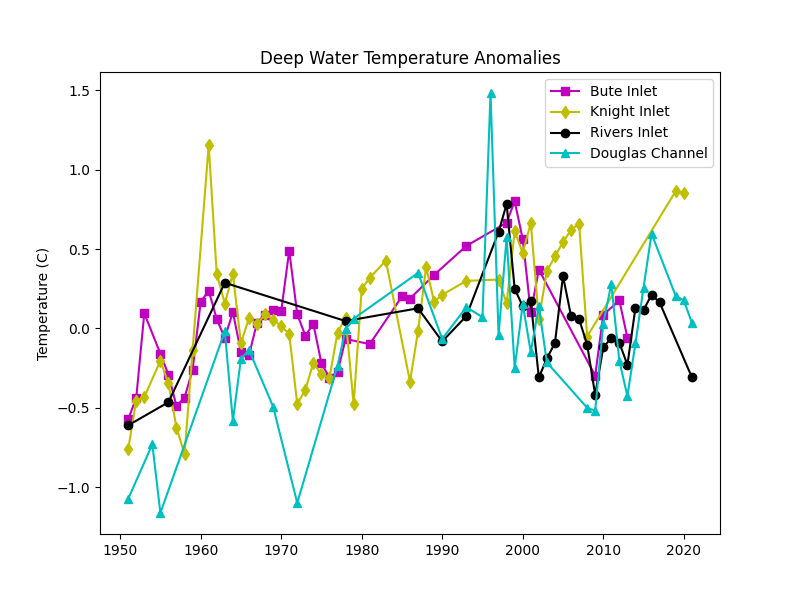 Deep Water Temperature Anomalies
Bute Inlet
Knight Inlet
Rivers Inlet
Douglas Channel
Temperature (C)
1.5
1.0
0.5
0.0
−0.5
−1.0
1950 1960 1970 1980 1990 2000 2010 2020